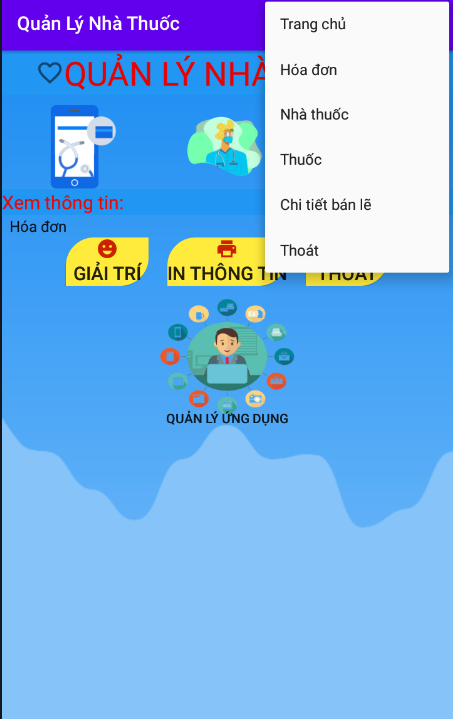 Quản Lý Nhà Thuốc
Trang chủ
Hóa đơn
Nhà thuốc
Thuốc
Chi tiết bán lẽ
Thoát
QUẢN LÝ NHÀ
Xem thông tin:
Hóa đơn
GIẢI TRÍ
IN THÔNG TIN
THOÁT
QUẢN LÝ ỨNG DỤNG